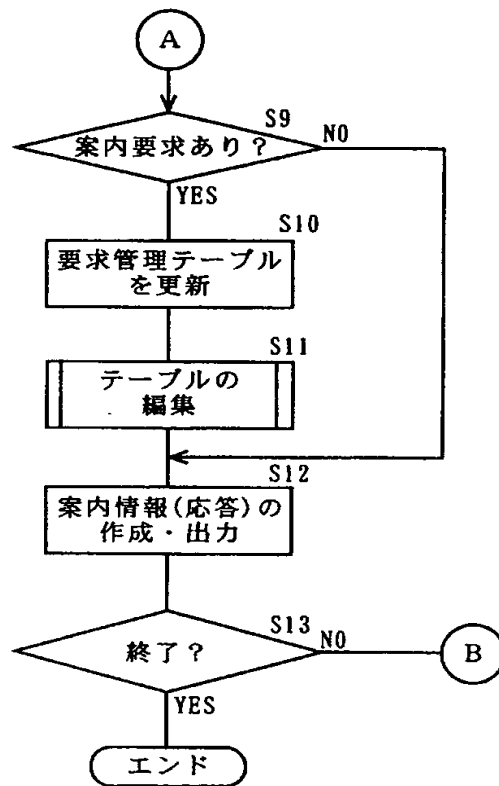 A
S9
案内要求あり?
NO
YES
S10
要求管理テーブル
を更新
S11
テーブルの
編集
S12
案内情報(応答)の
作成・出力
S13
終了?
NO
B
YES
エンド